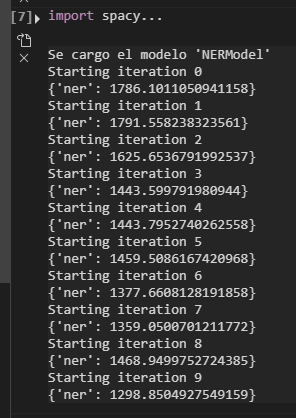 [7] import spacy...
Se cargo el modelo 'NERModel'
Starting iteration 0
{'ner': 1786.1011050941158}
Starting iteration 1
{'ner': 1791.558238323561}
Starting iteration 2
{'ner': 1625.6536791992537}
Starting iteration 3
{'ner': 1443.599791980944}
Starting iteration 4
{'ner': 1443.7952740262558}
Starting iteration 5
{'ner': 1459.5086167420968}
Starting iteration 6
{'ner': 1377.6608128191858}
Starting iteration 7
{'ner': 1359.0500701211772}
Starting iteration 8
{'ner': 1468.9499752724385}
Starting iteration 9
{'ner': 1298.8504927549159}